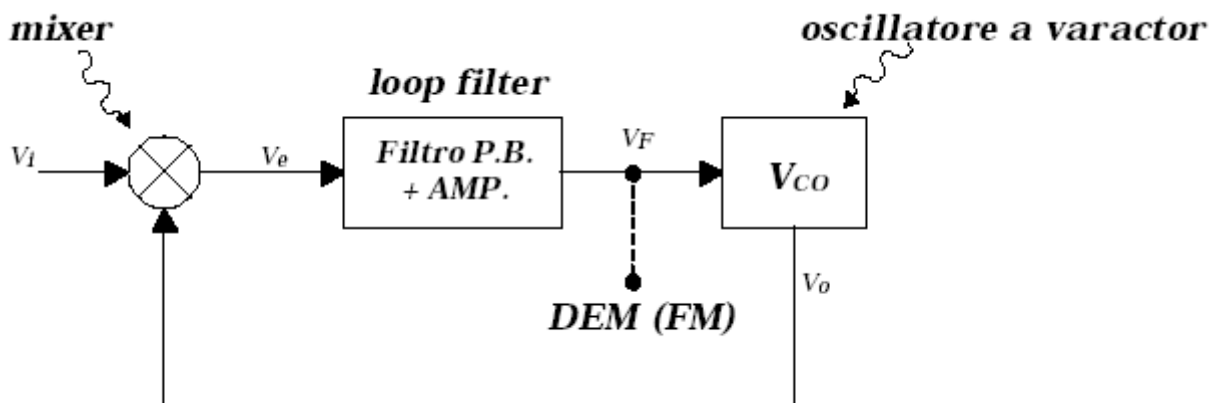 mixer
oscillatore a varactor
loop filter
Vi
Ve
Filtro P.B.
+ AMP.
VF
VCO
Vo
DEM (FM)